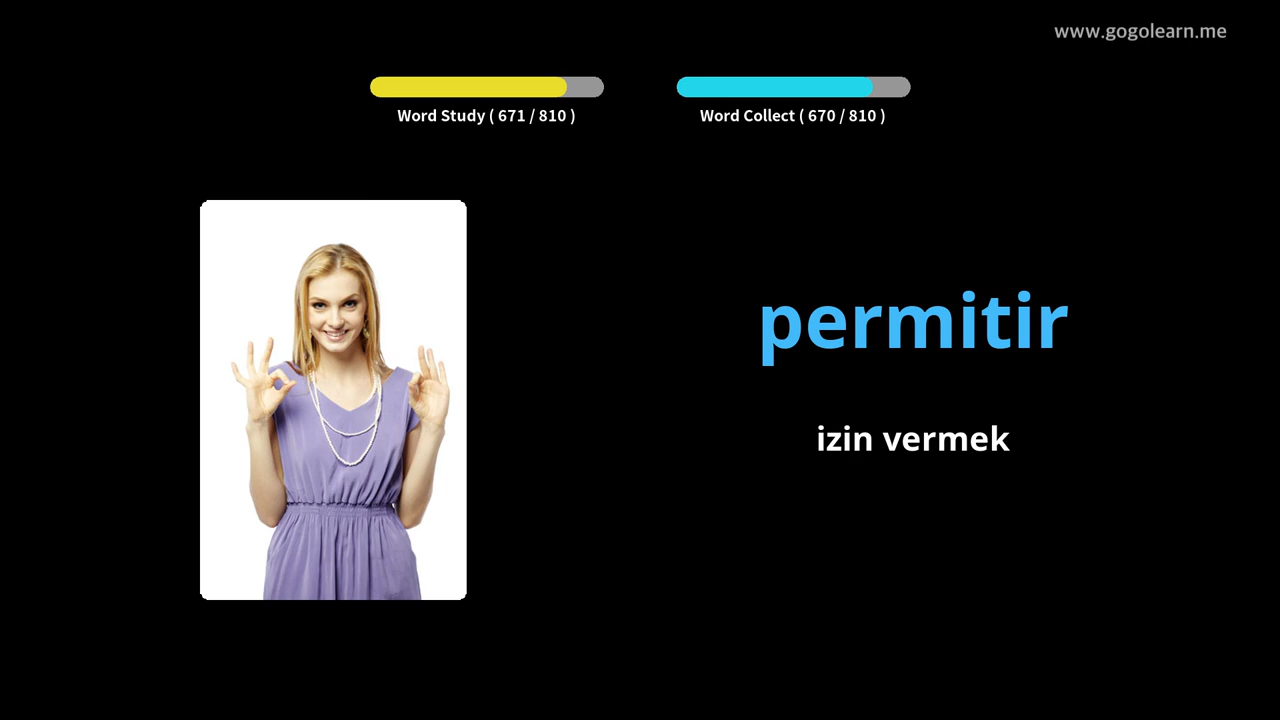 www.gogolearn.me
Word Study ( 671 / 810 )
Word Collect ( 670 / 810 )
permitir
izin vermek